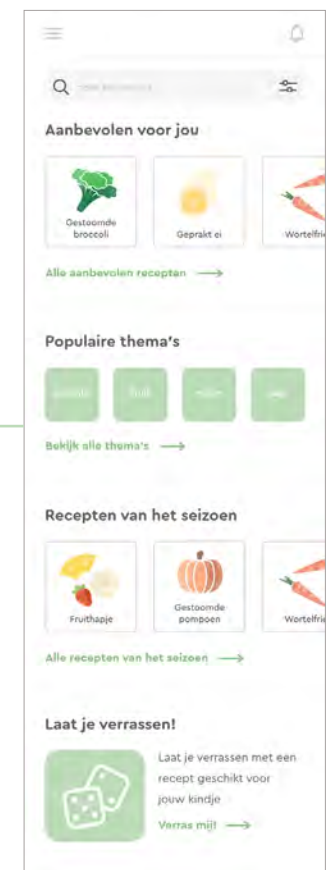 Aanbevolen voor jou
Gestoomde
broccoli
Geprakt ei
Wortelfri
Alle aanbevolen recepten
Populaire thema's
fruit
Bekijk alle thema's
Recepten van het seizoen
Fruithapje
Gestoomde
pompoen
Wortelfri
Alle recepten van het seizoen
Laat je verrassen!
Laat je verrassen met een
recept geschikt voor
jouw kindje
Verras mij!